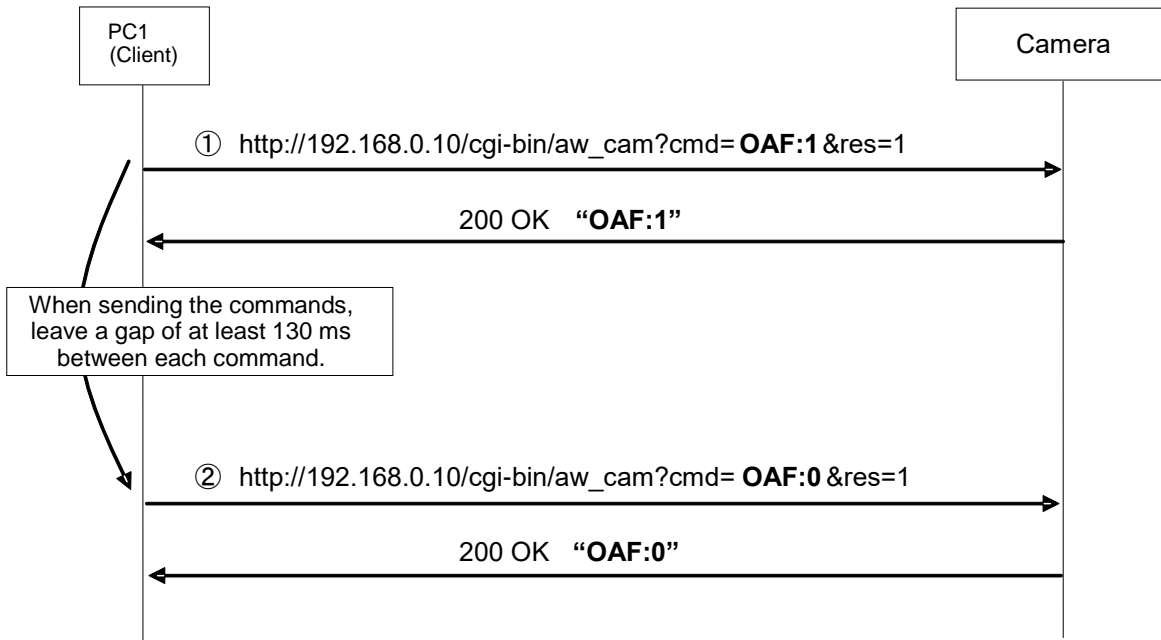 PC1
(Client)
Camera
① http://192.168.0.10/cgi-bin/aw_cam?cmd= OAF:1 &res=1
200 OK “OAF:1”
When sending the commands,
leave a gap of at least 130 ms
between each command.
② http://192.168.0.10/cgi-bin/aw_cam?cmd= OAF:0 &res=1
200 OK “OAF:0”